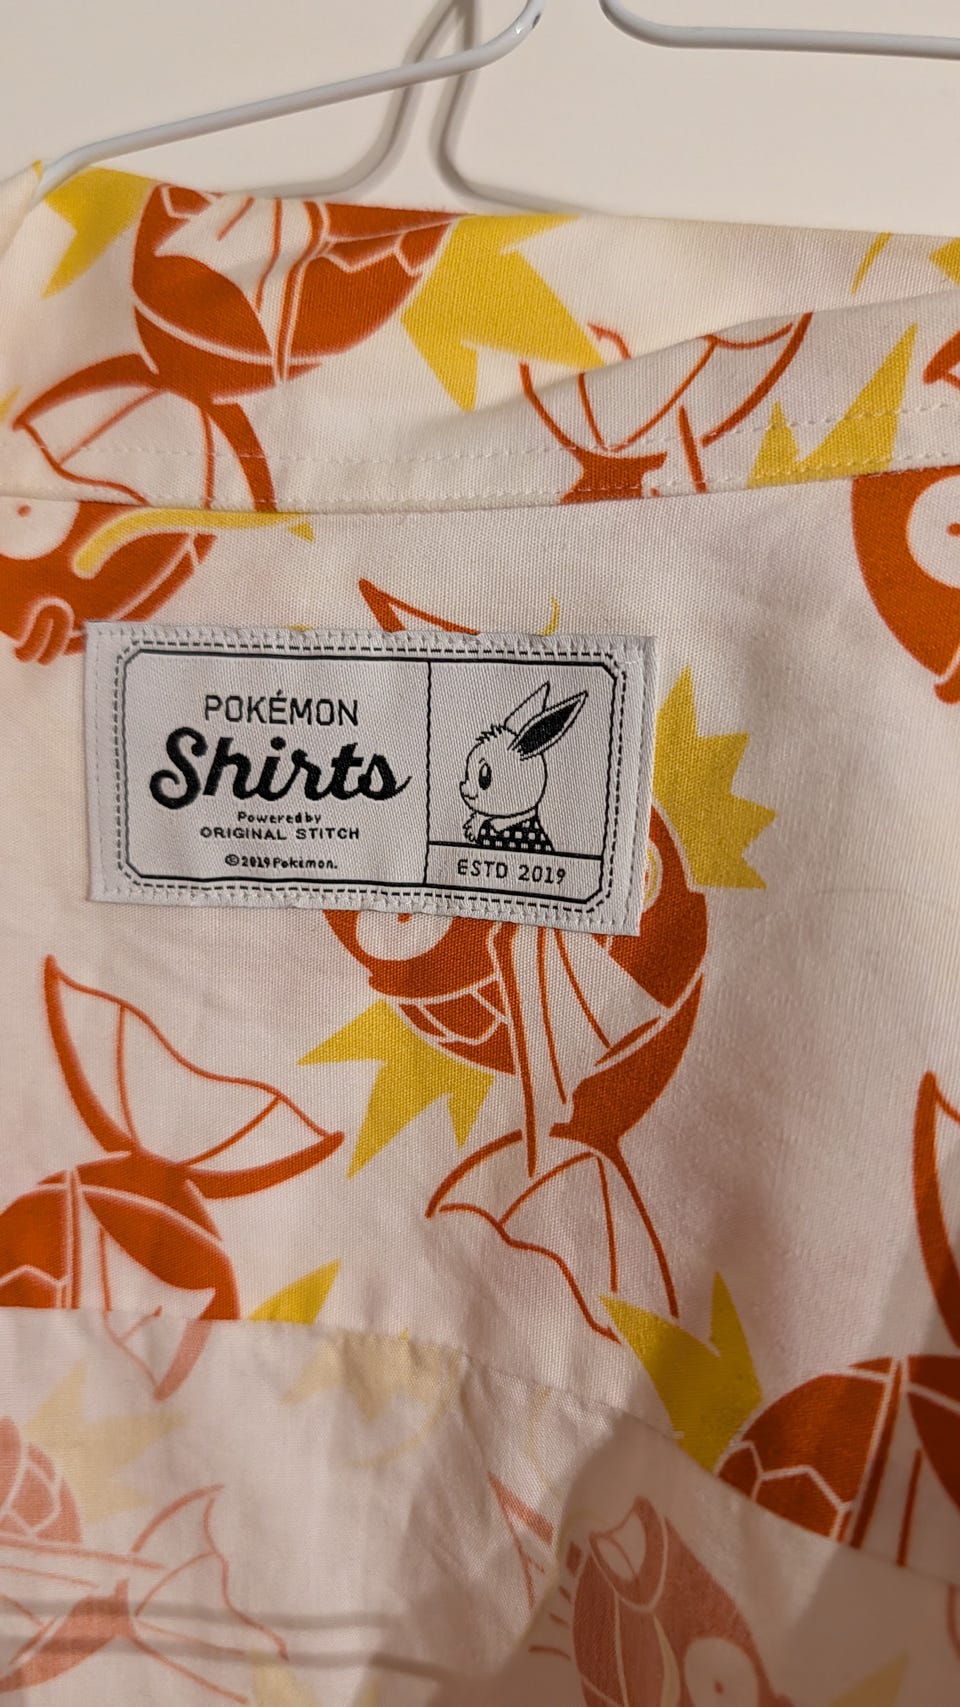 POKÉMON
Shirts
Powered by
ORIGINAL STITCH
©2019 Pokémon.
ESTD 2019